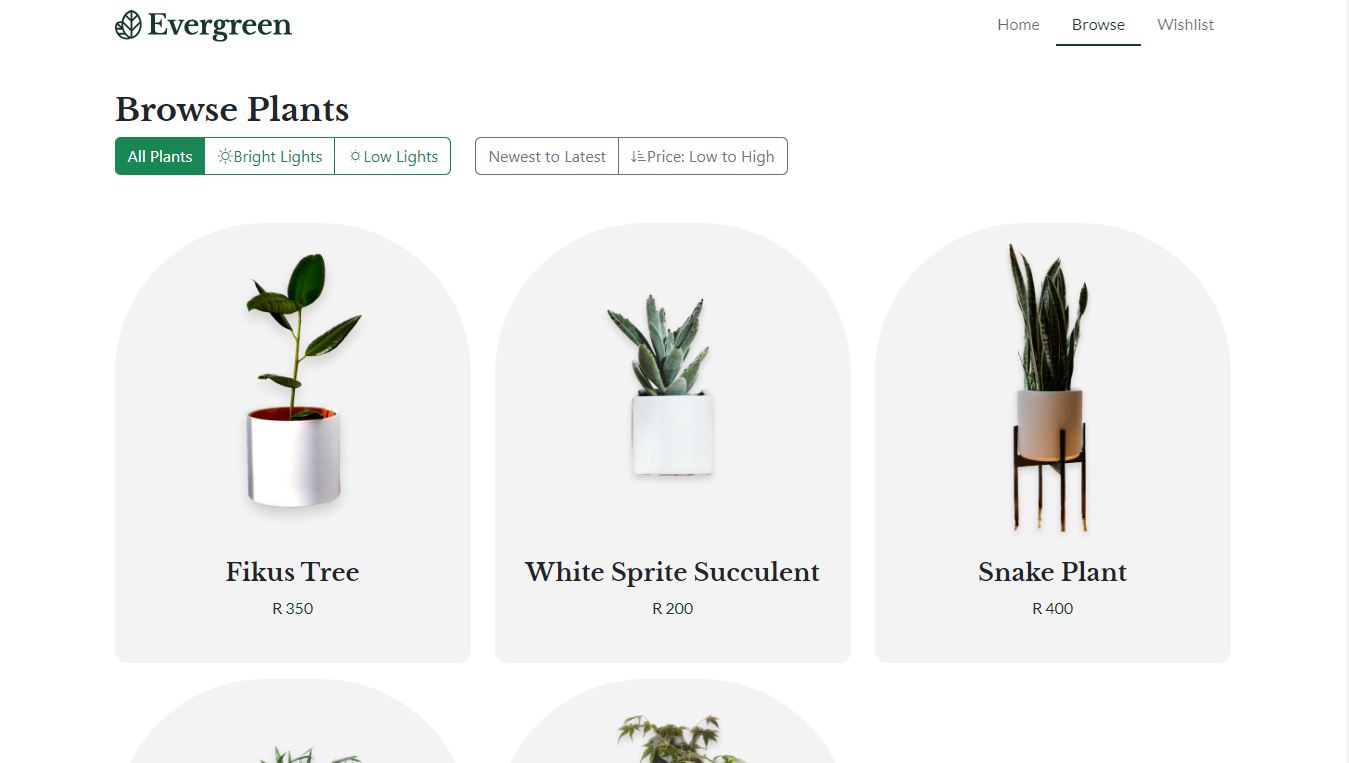 Evergreen
Home Browse Wishlist
Browse Plants
All Plants Bright Lights Low Lights Newest to Latest Price: Low to High
Fikus Tree White Sprite Succulent Snake Plant
R 350 R 200 R 400